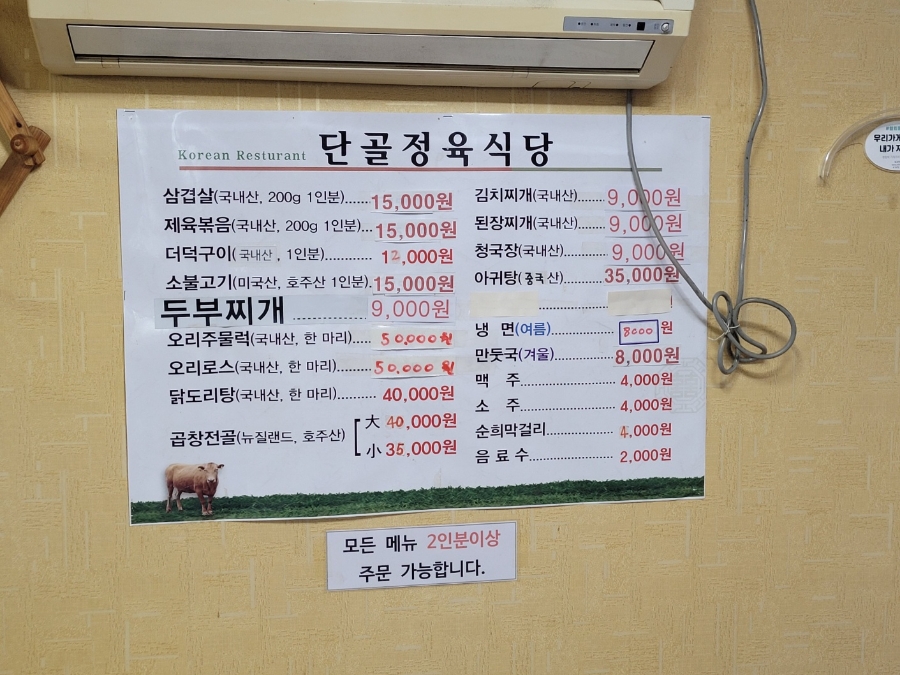 Korean Resturant 단골정육식당
삼겹살(국내산, 200g 1인분)......15,000원
제육볶음(국내산, 200g 1인분)...15,000원
더덕구이(국내산, 1인분) 12,000원
소불고기(미국산, 호주산 1인분).15,000원
두부찌개 .................. 9,000원
오리주물럭(국내산, 한 마리).... 50.000원
오리로스(국내산, 한 마리)....... 50.000원
닭도리탕(국내산, 한 마리)......... 40,000원
곱창전골(뉴질랜드, 호주산) 大 40,000원
小 35,000원
김치찌개(국내산).......9,000원
된장찌개(국내산).......9,000원
청국장(국내산).........9,000원
아귀탕(중국산)........35,000원
냉 면(여름)................ 8000 원
만둣국(겨울)...............8,000원
맥 주........................ 4,000원
소 주........................ 4,000원
순희막걸리................ 4,000원
음 료 수..................... 2,000원
모든 메뉴 2인분이상
주문 가능합니다.